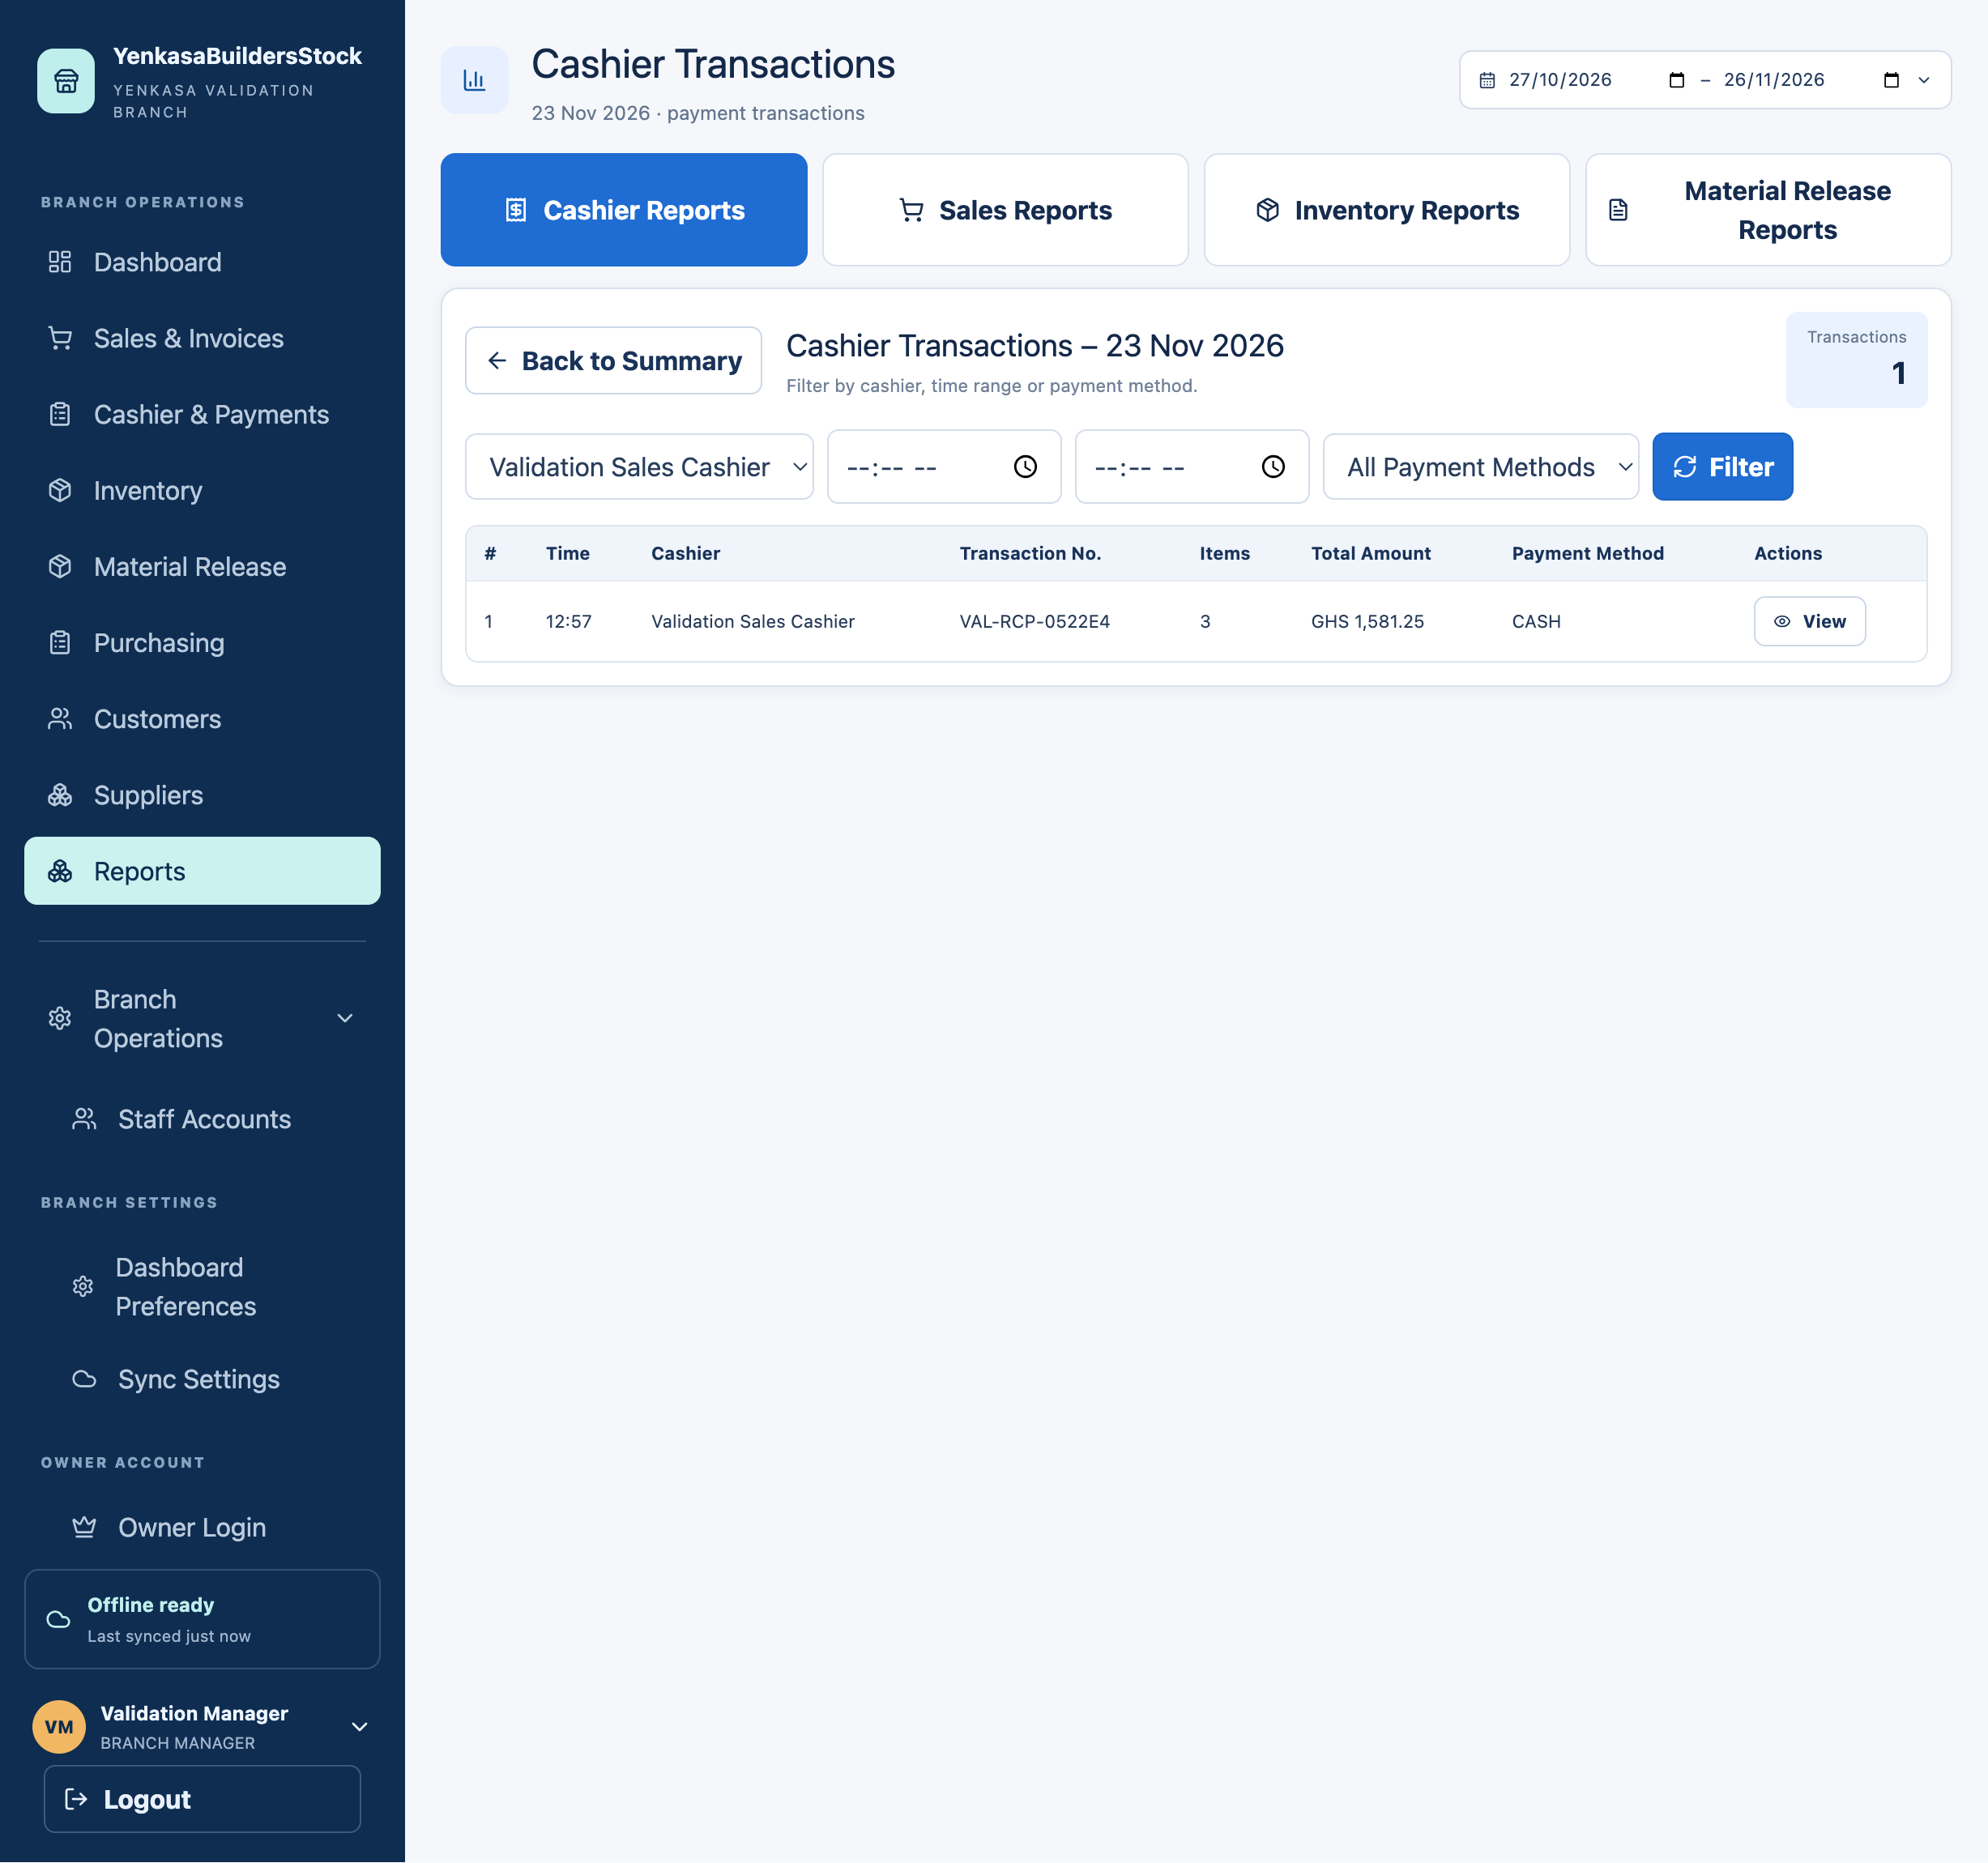 YenkasaBuildersStock
YENKASA VALIDATION
BRANCH
BRANCH OPERATIONS
Dashboard
Sales & Invoices
Cashier & Payments
Inventory
Material Release
Purchasing
Customers
Suppliers
Reports
Branch
Operations
Staff Accounts
BRANCH SETTINGS
Dashboard
Preferences
Sync Settings
OWNER ACCOUNT
Owner Login
Offline ready
Last synced just now
VM
Validation Manager
BRANCH MANAGER
Logout
Cashier Transactions
23 Nov 2026 · payment transactions
27/10/2026 – 26/11/2026
Cashier Reports
Sales Reports
Inventory Reports
Material Release
Reports
Back to Summary
Cashier Transactions – 23 Nov 2026
Filter by cashier, time range or payment method.
Transactions
1
Validation Sales Cashier --:-- -- --:-- -- All Payment Methods Filter
# Time Cashier Transaction No. Items Total Amount Payment Method Actions
1 12:57 Validation Sales Cashier VAL-RCP-0522E4 3 GHS 1,581.25 CASH View